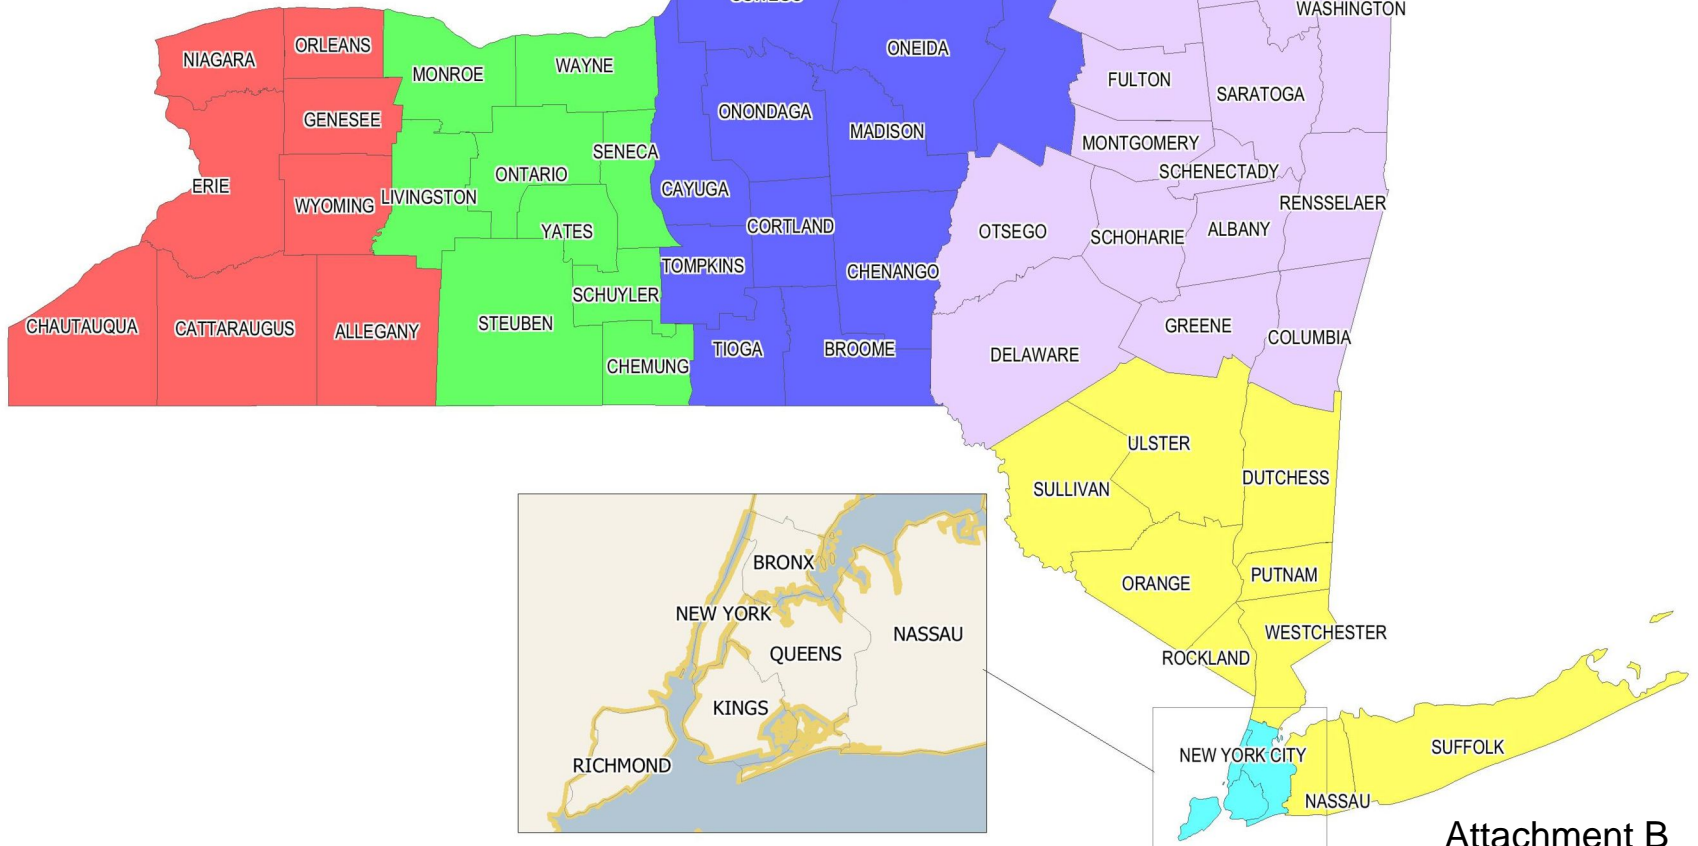 WASHINGTON
ONEIDA
NIAGARA
ORLEANS
MONROE
WAYNE
FULTON
SARATOGA
GENESEE
ONONDAGA
MADISON
MONTGOMERY
SENECA
SCHENECTADY
ERIE
ONTARIO
CAYUGA
LIVINGSTON
WYOMING
RENSSELAER
CORTLAND
OTSEGO
SCHOHARIE
ALBANY
YATES
TOMPKINS
CHENANGO
SCHUYLER
CHAUTAUQUA
CATTARAUGUS
ALLEGANY
STEUBEN
GREENE
COLUMBIA
CHEMUNG
TIOGA
BROOME
DELAWARE
ULSTER
SULLIVAN
DUTCHESS
BRONX
ORANGE
PUTNAM
NEW YORK
NASSAU
WESTCHESTER
QUEENS
ROCKLAND
KINGS
RICHMOND
NEW YORK CITY
SUFFOLK
NASSAU
Attachment B